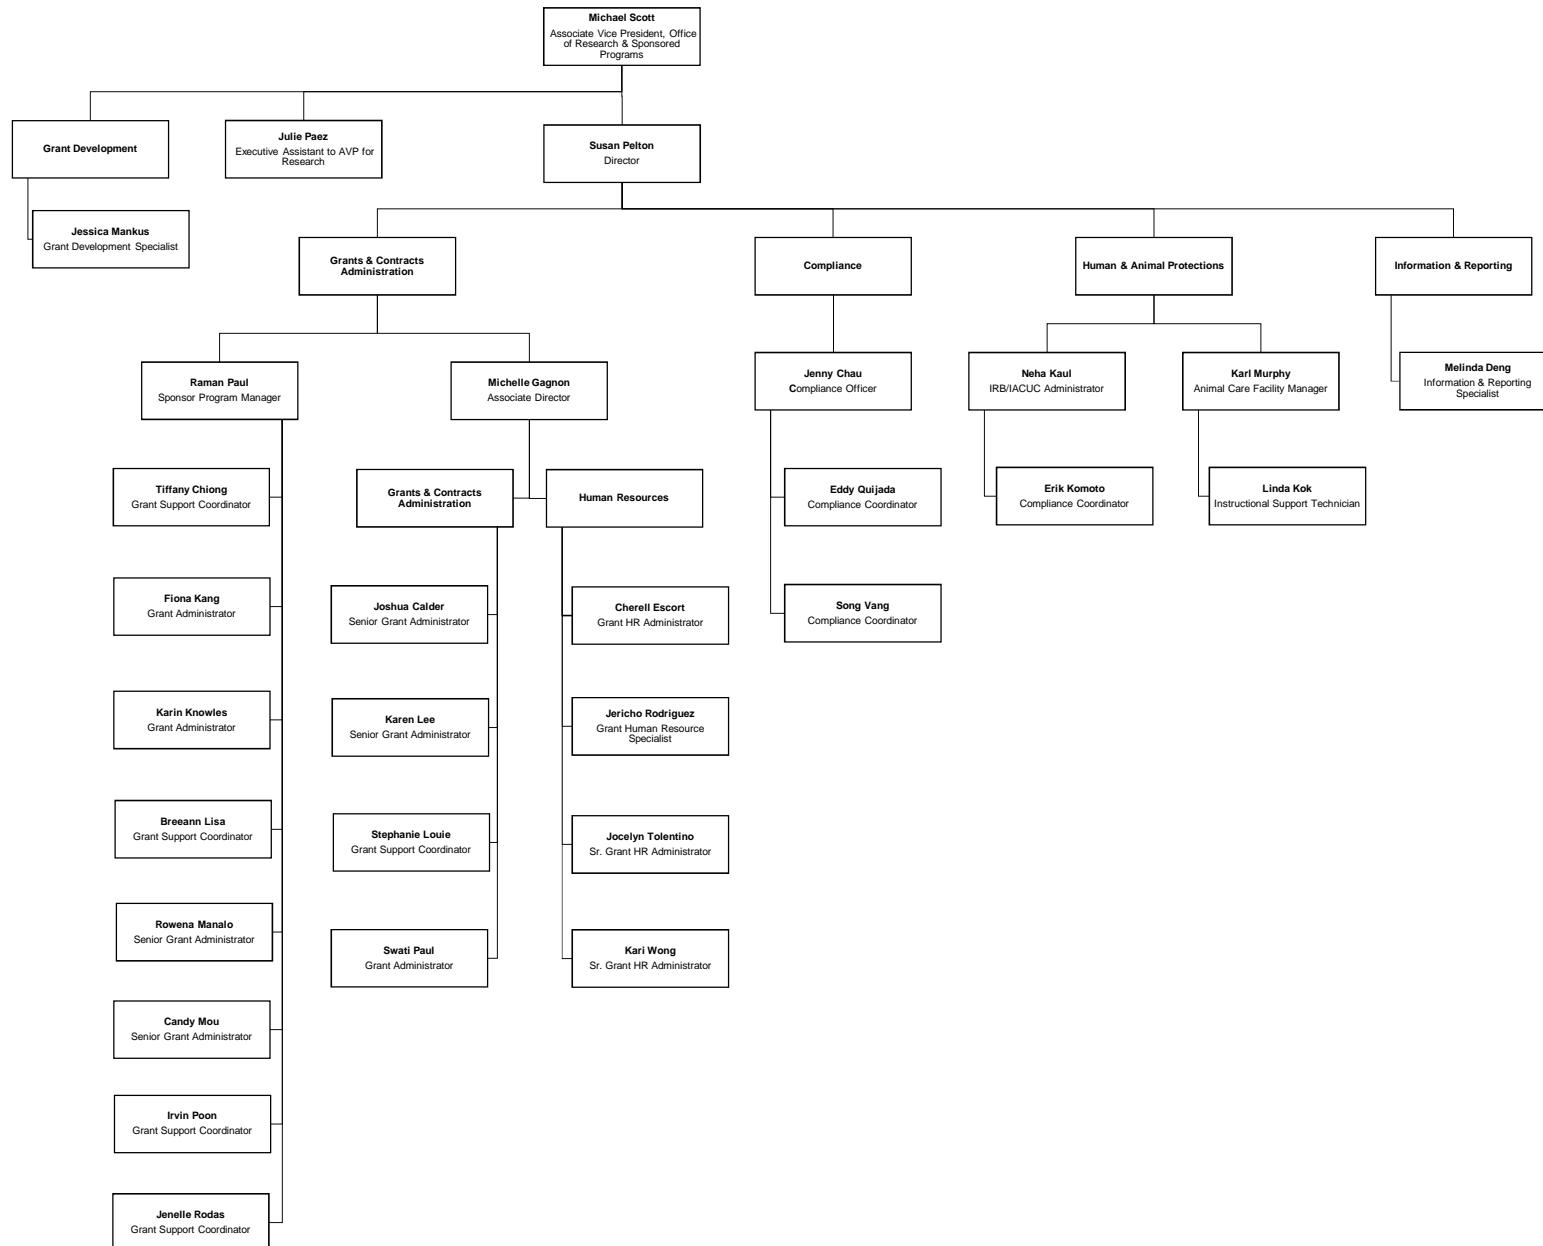 Michael Scott
Associate Vice President, Office
of Research & Sponsored
Programs
Grant Development
Julie Paez
Executive Assistant to AVP for
Research
Susan Pelton
Director
Jessica Mankus
Grant Development Specialist
Grants & Contracts
Administration
Compliance
Human & Animal Protections
Information & Reporting
Raman Paul
Sponsor Program Manager
Michelle Gagnon
Associate Director
Jenny Chau
Compliance Officer
Neha Kaul
IRB/IACUC Administrator
Karl Murphy
Animal Care Facility Manager
Melinda Deng
Information & Reporting
Specialist
Tiffany Chiong
Grant Support Coordinator
Grants & Contracts
Administration
Human Resources
Eddy Quijada
Compliance Coordinator
Erik Komoto
Compliance Coordinator
Linda Kok
Instructional Support Technician
Fiona Kang
Grant Administrator
Joshua Calder
Senior Grant Administrator
Cherell Escort
Grant HR Administrator
Song Vang
Compliance Coordinator
Karin Knowles
Grant Administrator
Karen Lee
Senior Grant Administrator
Jericho Rodriguez
Grant Human Resource
Specialist
Breeann Lisa
Grant Support Coordinator
Stephanie Louie
Grant Support Coordinator
Jocelyn Tolentino
Sr. Grant HR Administrator
Rowena Manalo
Senior Grant Administrator
Swati Paul
Grant Administrator
Kari Wong
Sr. Grant HR Administrator
Candy Mou
Senior Grant Administrator
Irvin Poon
Grant Support Coordinator
Jenelle Rodas
Grant Support Coordinator